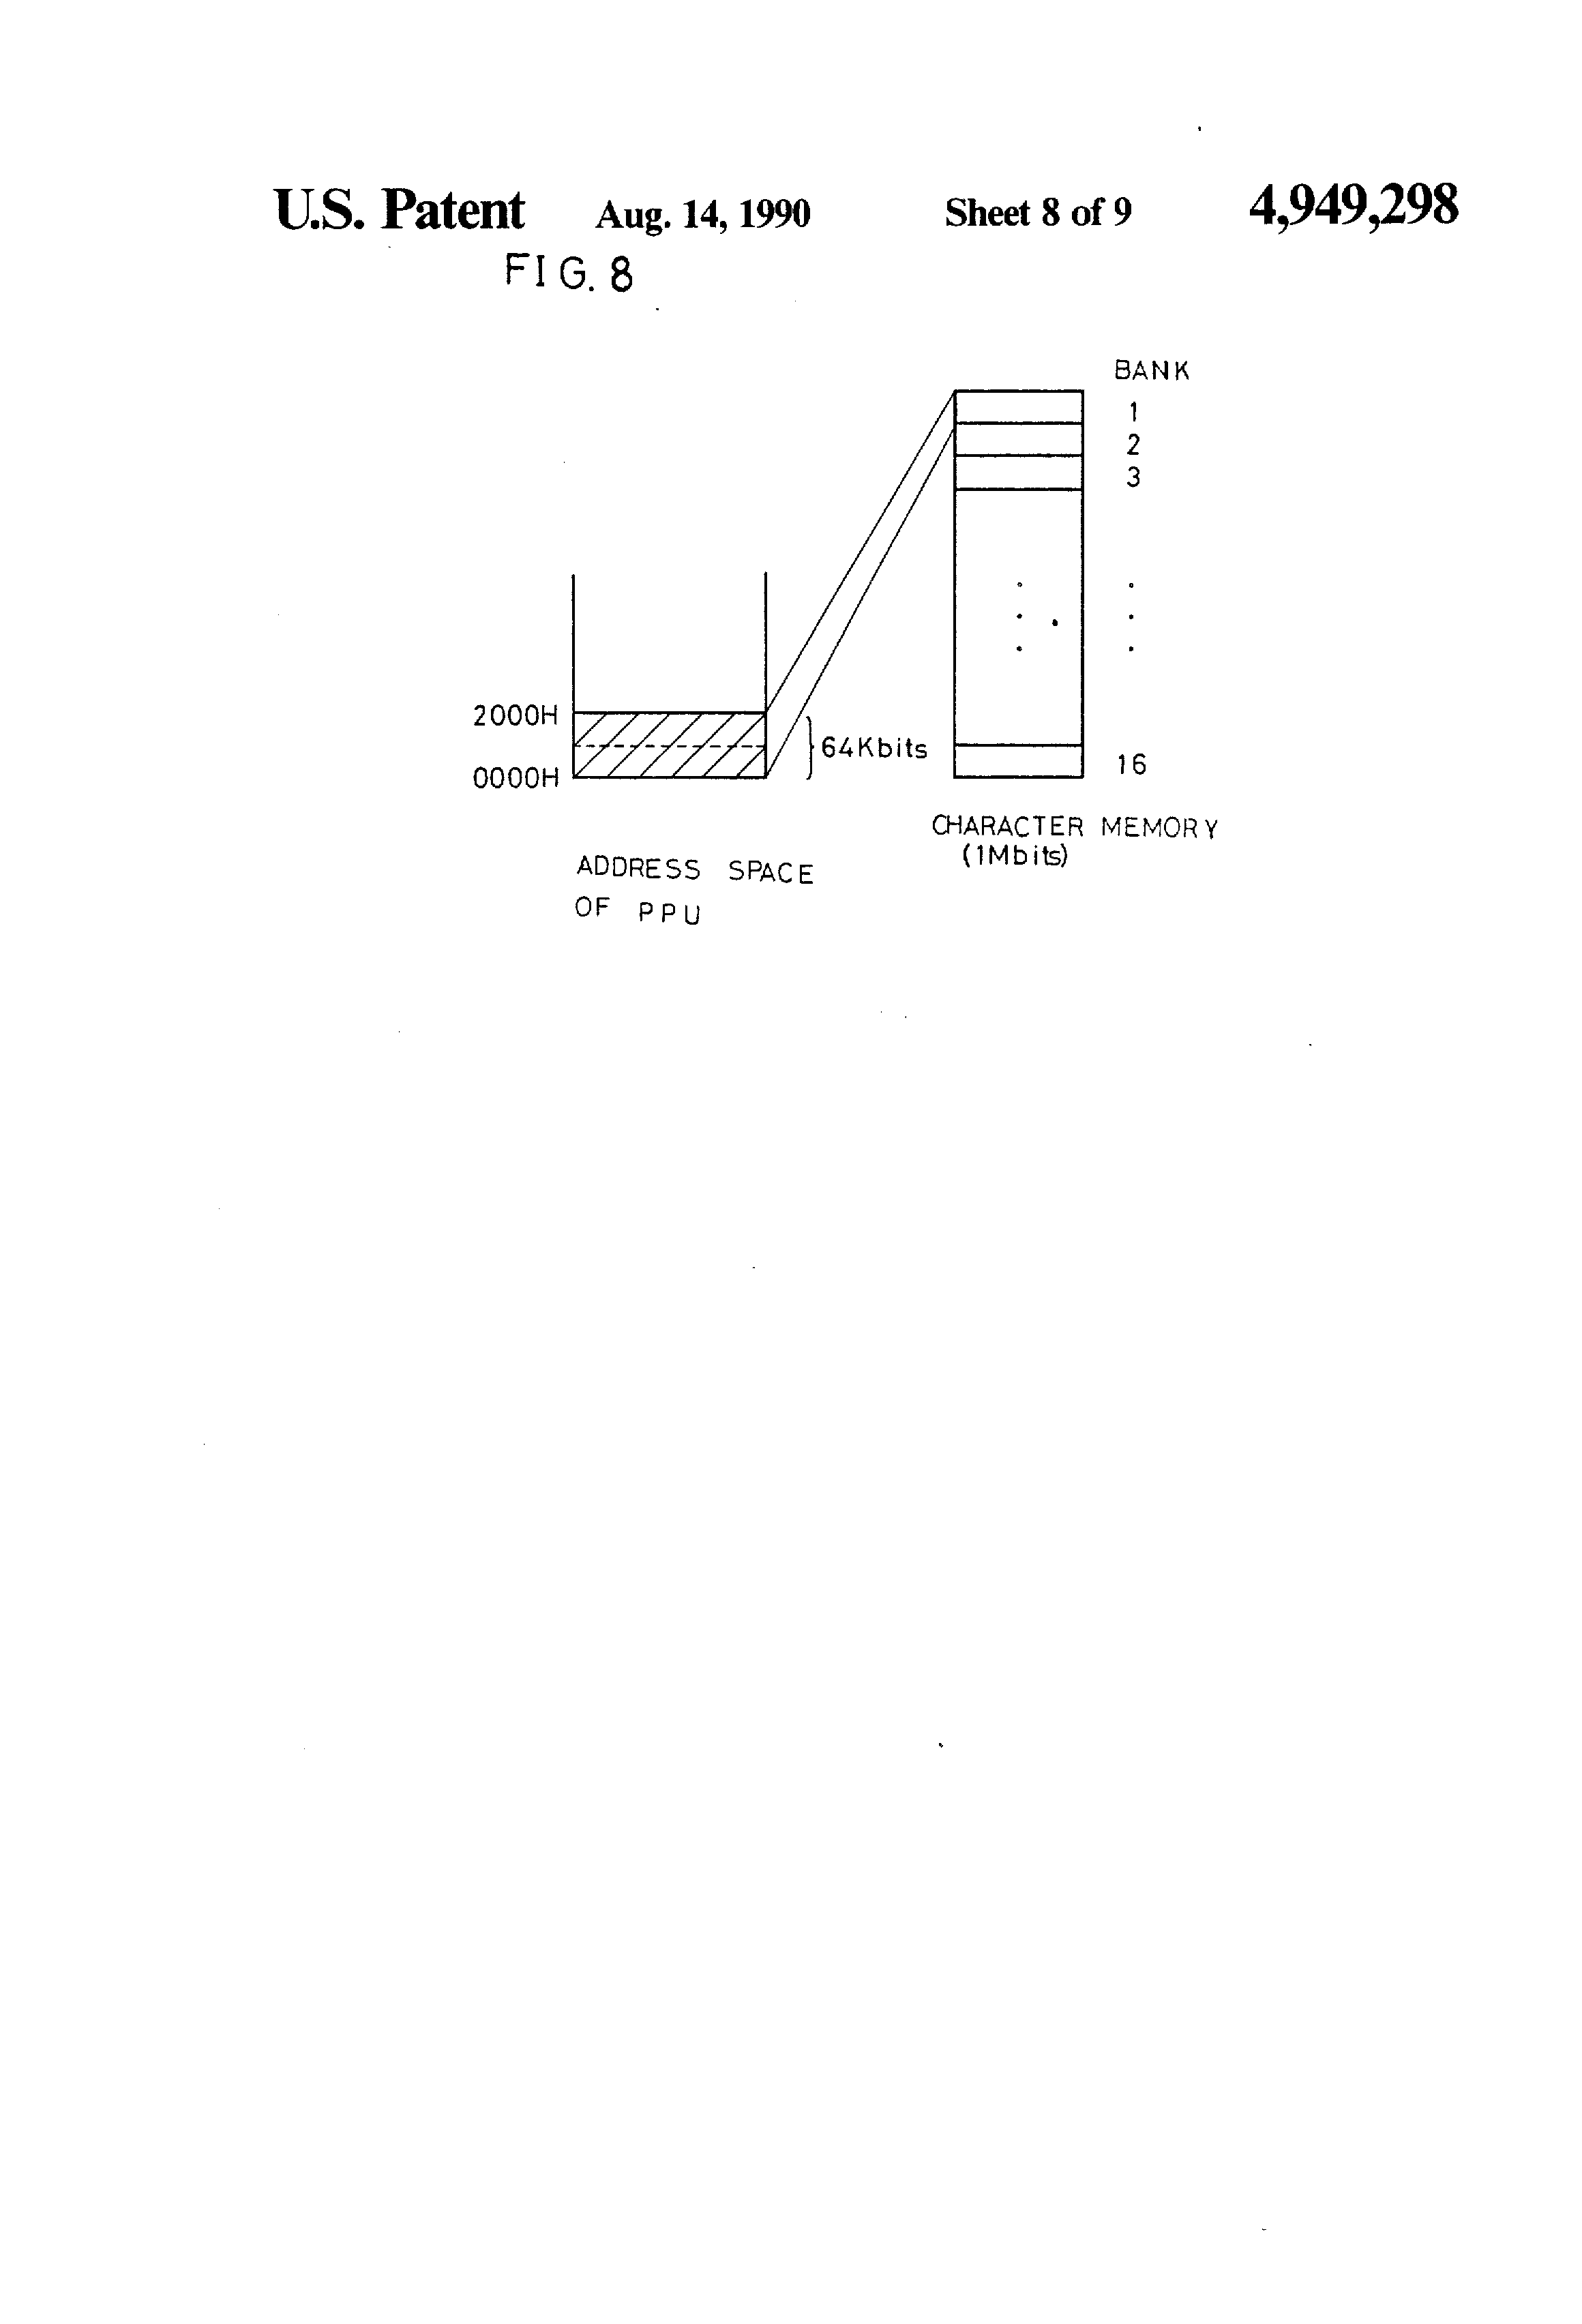 U.S. Patent Aug. 14, 1990 Sheet 8 of 9 4,949,298
FIG. 8
BANK
1
2
3
2000H
64Kbits
0000H
16
CHARACTER MEMORY
(1Mbits)
ADDRESS SPACE
OF PPU